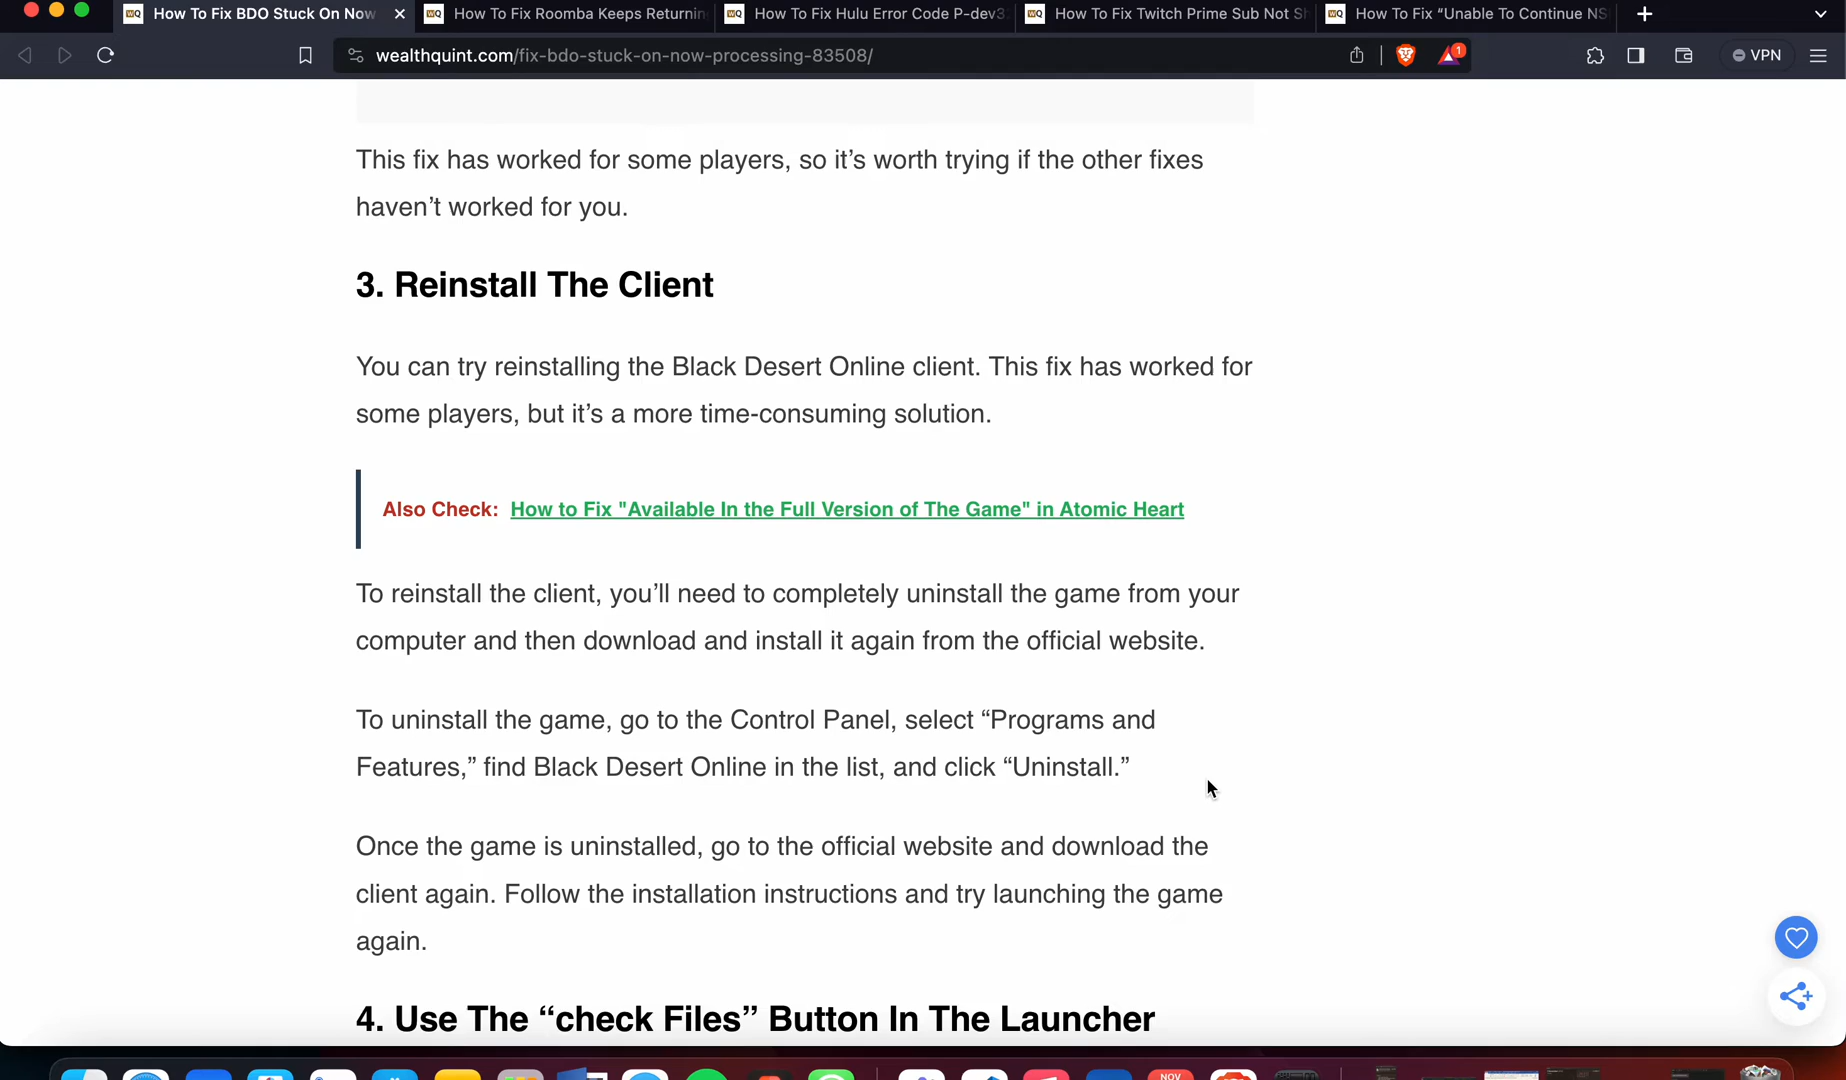 How To Fix BDO Stuck On Now
How To Fix Roomba Keeps Returnin
How To Fix Hulu Error Code P-dev3
How To Fix Twitch Prime Sub Not Sh
How To Fix “Unable To Continue NS
wealthquint.com/fix-bdo-stuck-on-now-processing-83508/
1
VPN
This fix has worked for some players, so it’s worth trying if the other fixes
haven’t worked for you.
3. Reinstall The Client
You can try reinstalling the Black Desert Online client. This fix has worked for
some players, but it’s a more time-consuming solution.
Also Check: How to Fix "Available In the Full Version of The Game" in Atomic Heart
To reinstall the client, you’ll need to completely uninstall the game from your
computer and then download and install it again from the official website.
To uninstall the game, go to the Control Panel, select “Programs and
Features,” find Black Desert Online in the list, and click “Uninstall.”
Once the game is uninstalled, go to the official website and download the
client again. Follow the installation instructions and try launching the game
again.
4. Use The “check Files” Button In The Launcher
NOV